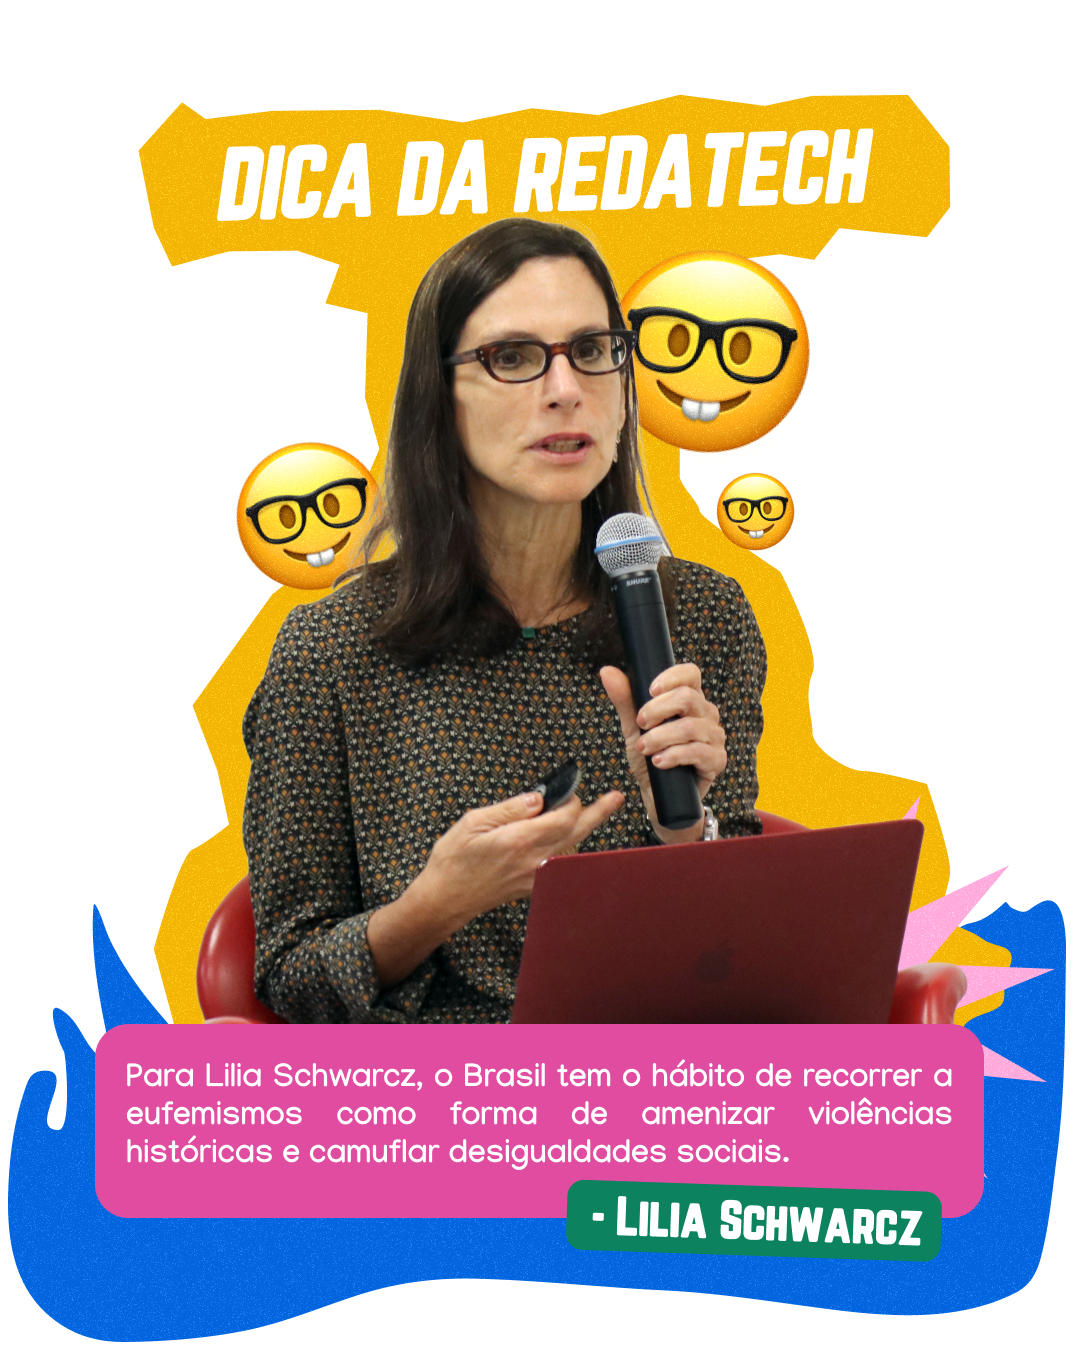 DICA DA REDATECH
SHURE
Para Lilia Schwarcz, o Brasil tem o hábito de recorrer a
eufemismos como forma de amenizar violências
históricas e camuflar desigualdades sociais.
- LILIA SCHWARCZ